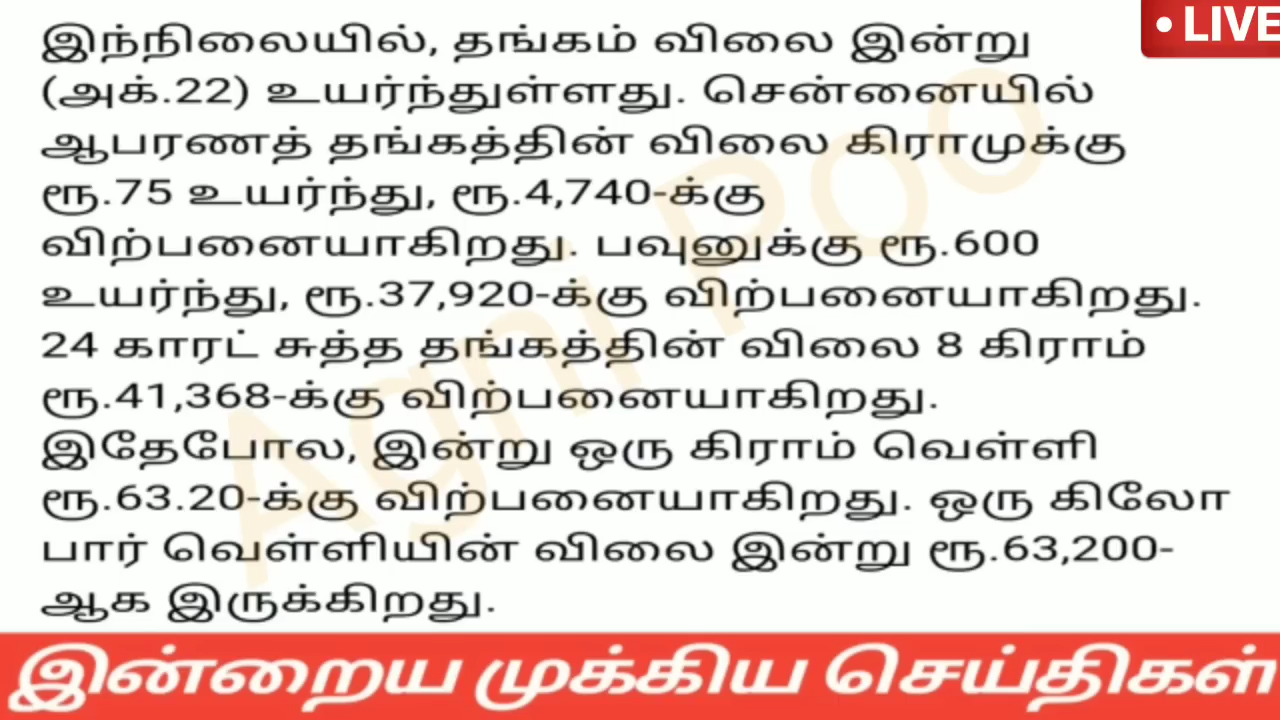 • LIVE
இந்நிலையில், தங்கம் விலை இன்று
(அக்.22) உயர்ந்துள்ளது. சென்னையில்
ஆபரணத் தங்கத்தின் விலை கிராமுக்கு
ரூ.75 உயர்ந்து, ரூ.4,740-க்கு
விற்பனையாகிறது. பவுனுக்கு ரூ.600
உயர்ந்து, ரூ.37,920-க்கு விற்பனையாகிறது.
24 காரட் சுத்த தங்கத்தின் விலை 8 கிராம்
ரூ.41,368-க்கு விற்பனையாகிறது.
இதேபோல, இன்று ஒரு கிராம் வெள்ளி
ரூ.63.20-க்கு விற்பனையாகிறது. ஒரு கிலோ
பார் வெள்ளியின் விலை இன்று ரூ.63,200-
ஆக இருக்கிறது.
Agni Poo
இன்றைய முக்கிய செய்திகள்